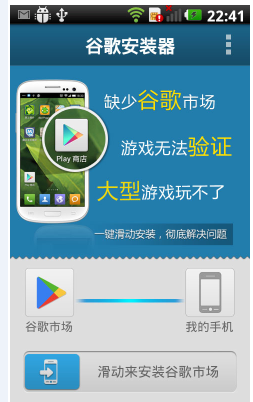 22:41
谷歌安装器
缺少谷歌市场
游戏无法验证
Play 商店
大型游戏玩不了
一键滑动安装，彻底解决问题
谷歌市场
我的手机
滑动来安装谷歌市场